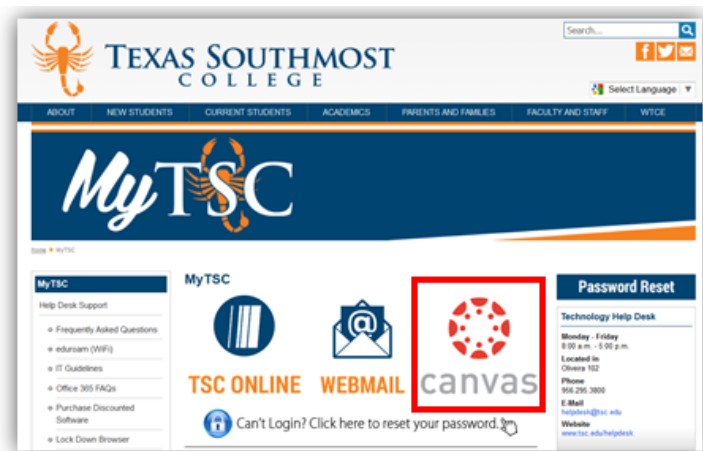 Search...
TEXAS SOUTHMOST
COLLEGE
Select Language ▼
ABOUT NEW STUDENTS CURRENT STUDENTS ACADEMICS PARENTS AND FAMILIES FACULTY AND STAFF WTCE
MyTSC
Home MyTSC
MyTSC
Help Desk Support
Frequently Asked Questions
eduroam (WiFi)
IT Guidelines
Office 365 FAQs
Purchase Discounted
Software
Lock Down Browser
MyTSC
TSC ONLINE
WEBMAIL
canvas
Can't Login? Click here to reset your password.
Password Reset
Technology Help Desk
Monday - Friday
8:00 a.m. - 5:00 p.m.
Located in
Oliveira 102
Phone
956.295.3800
E-Mail
helpdesk@tsc.edu
Website
www.tsc.edu/helpdesk